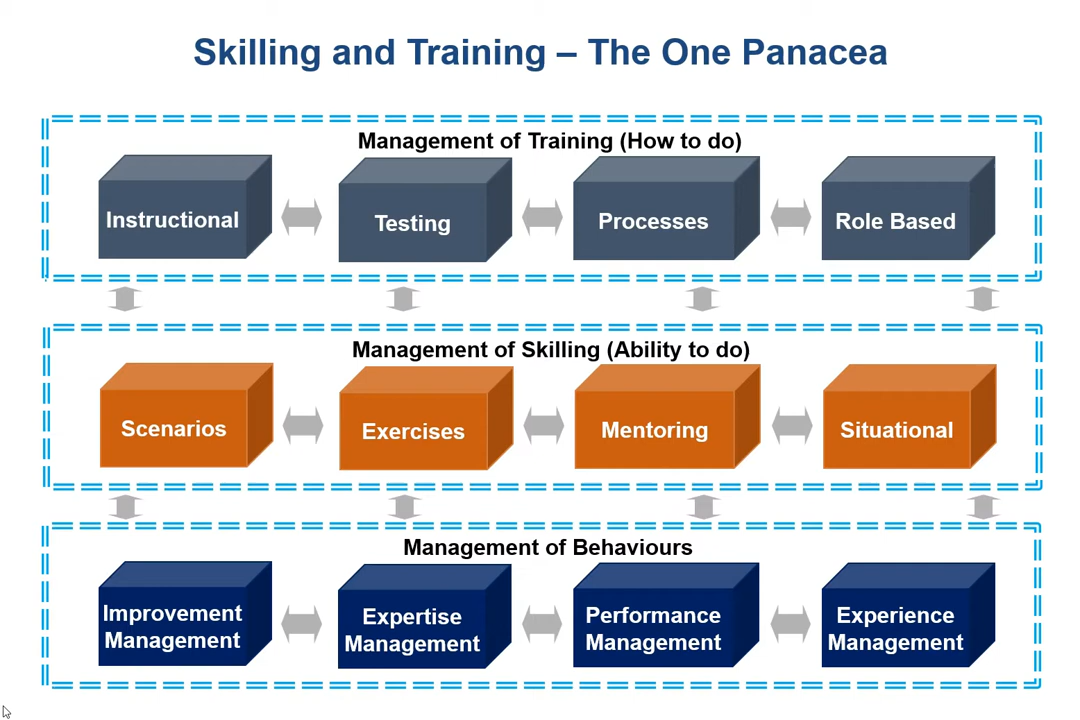 Skilling and Training – The One Panacea
Management of Training (How to do)
Instructional
Testing
Processes
Role Based
Management of Skilling (Ability to do)
Scenarios
Exercises
Mentoring
Situational
Management of Behaviours
Improvement
Management
Expertise
Management
Performance
Management
Experience
Management